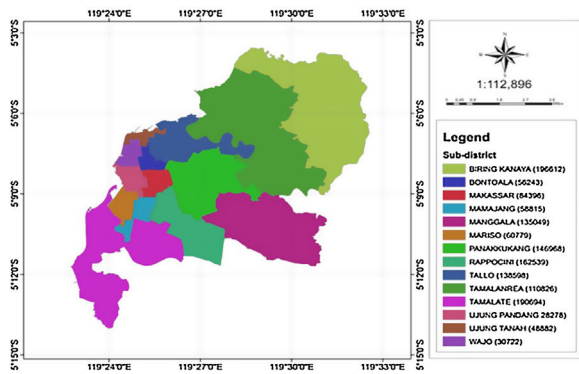 119°24'0"E 119°27'0"E 119°30'0"E 119°33'0"E
5°3'0"S 5°3'0"S
5°6'0"S 5°6'0"S
5°9'0"S 5°9'0"S
5°12'0"S 5°12'0"S
5°15'0"S 5°15'0"S
119°24'0"E 119°27'0"E 119°30'0"E 119°33'0"E
N
1:112,896
Legend
Sub-district
BIRING KANAYA (196612)
BONTOALA (56243)
MAKASSAR (84396)
MAMAJANG (58815)
MANGGALA (135049)
MARISO (60779)
PANAKKUKANG (146968)
RAPPOCINI (162539)
TALLO (138598)
TAMALANREA (110826)
TAMALATE (190694)
UJUNG PANDANG 28278)
UJUNG TANAH (48882)
WAJO (30722)